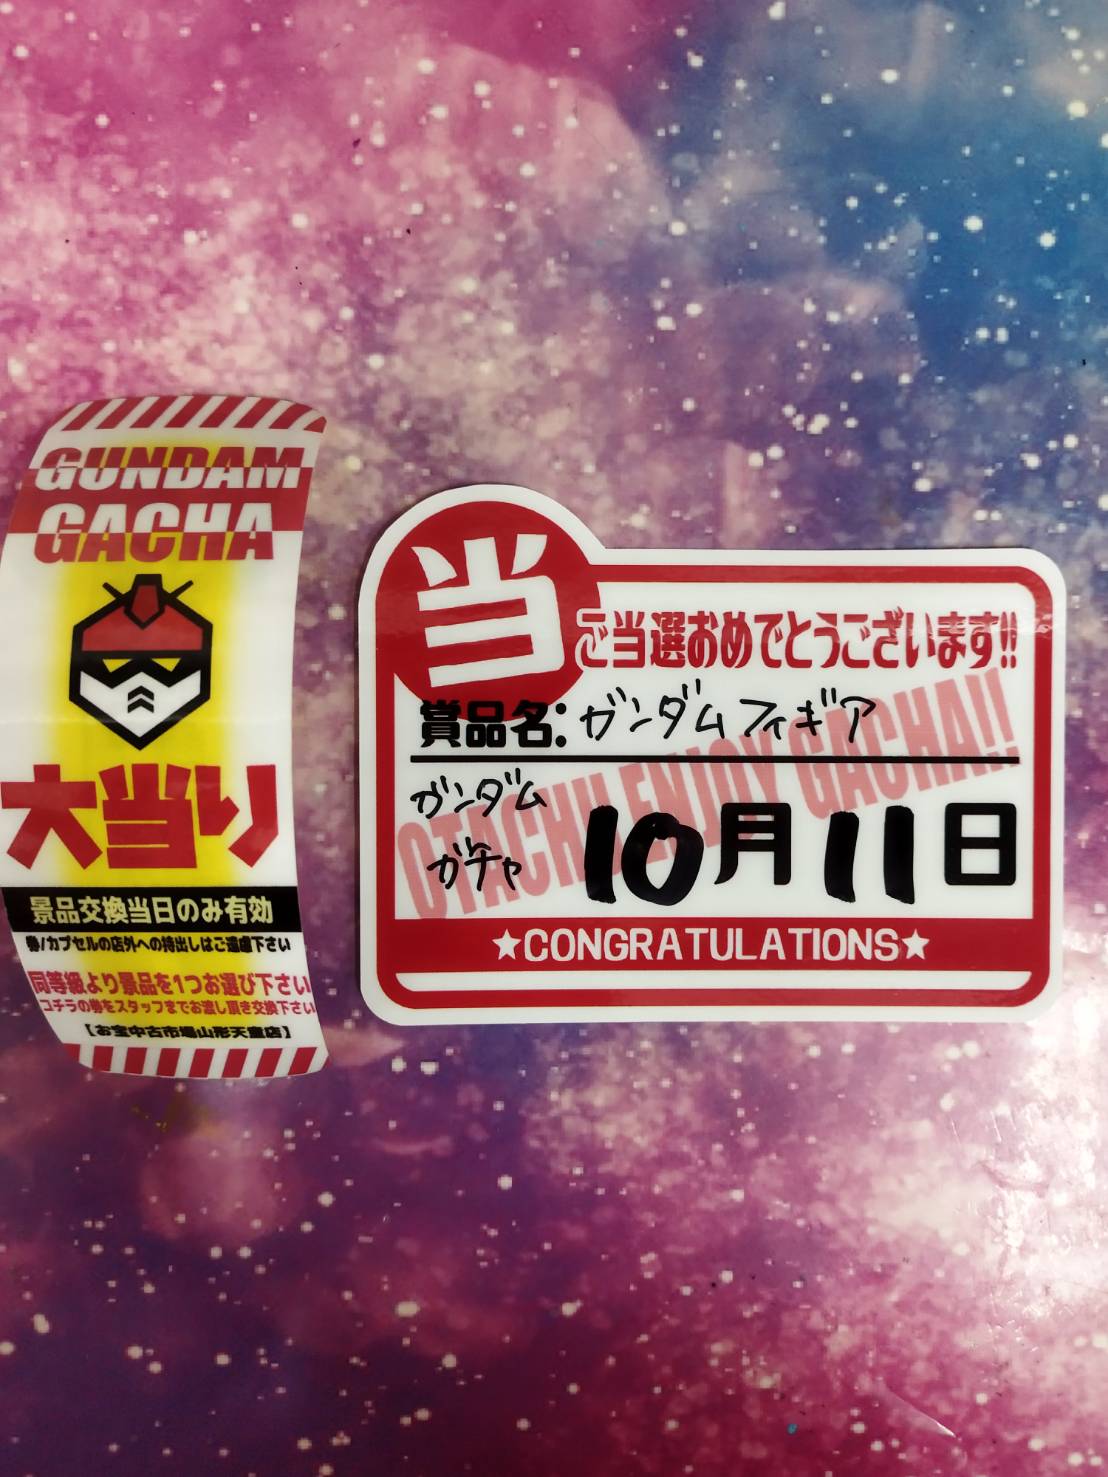 GUNDAM
GACHA
大当り
景品交換当日のみ有効
券/カプセルの店外への持出しはご遠慮下さい
同等級より景品を1つお選び下さい
コチラの券をスタッフまでお渡し頂き交換下さい
【お宝中古市場山形天童店】
当
ご当選おめでとうございます!!
賞品名:ガンダムフィギア
OTACHU ENJOY GACHA!!
ガンダム
ガチャ
10月11日
★CONGRATULATIONS★